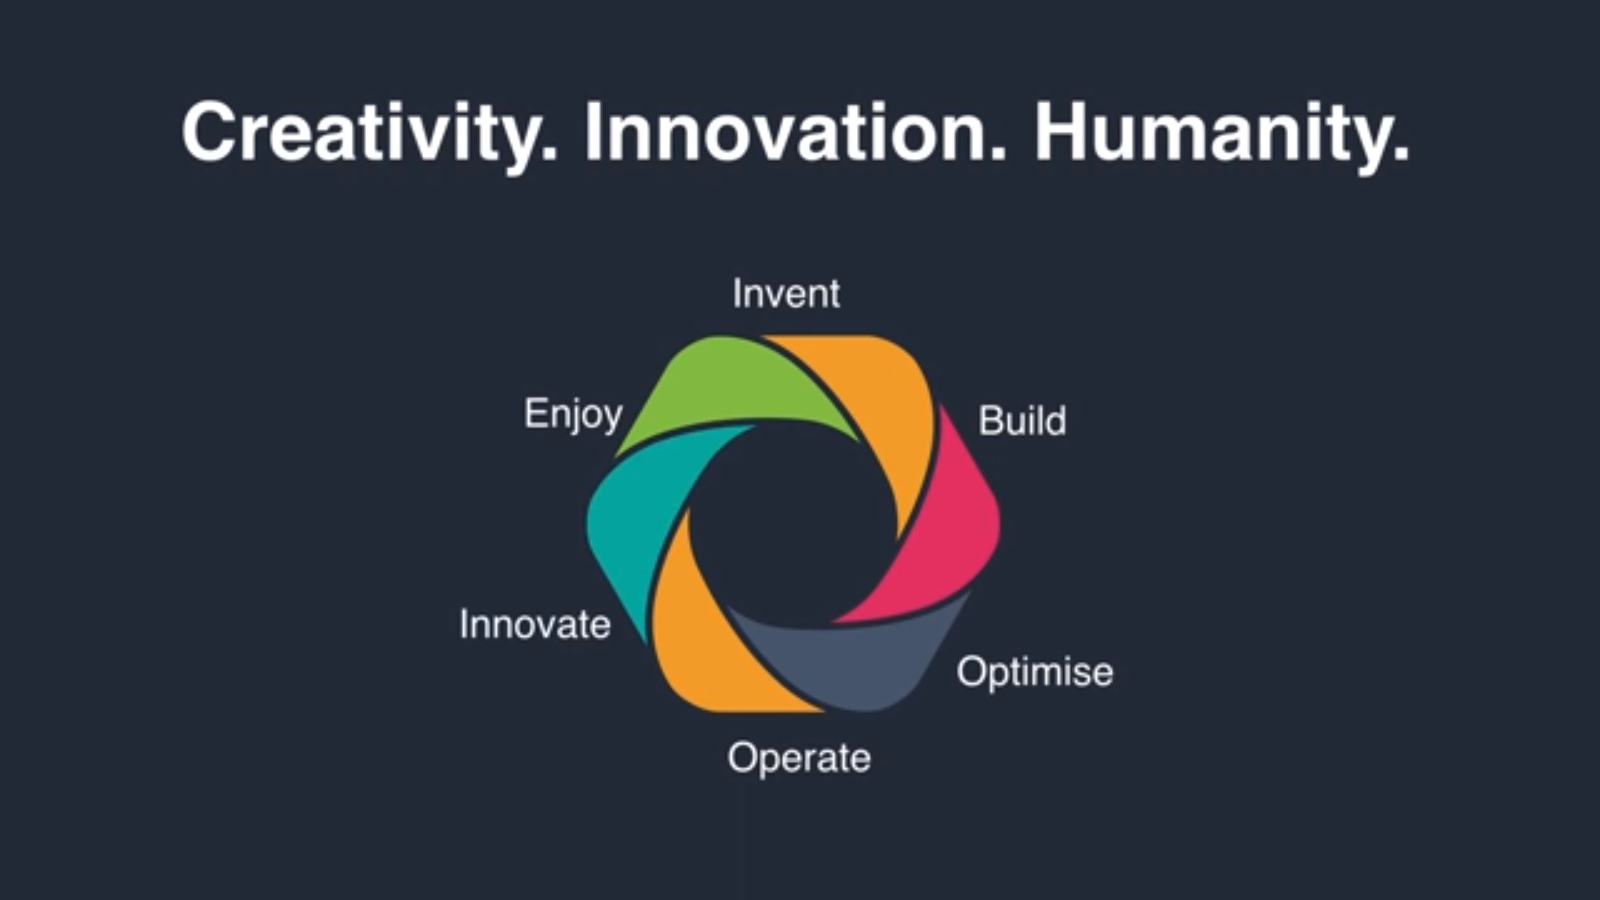 Creativity. Innovation. Humanity.
Invent
Enjoy
Build
Innovate
Optimise
Operate